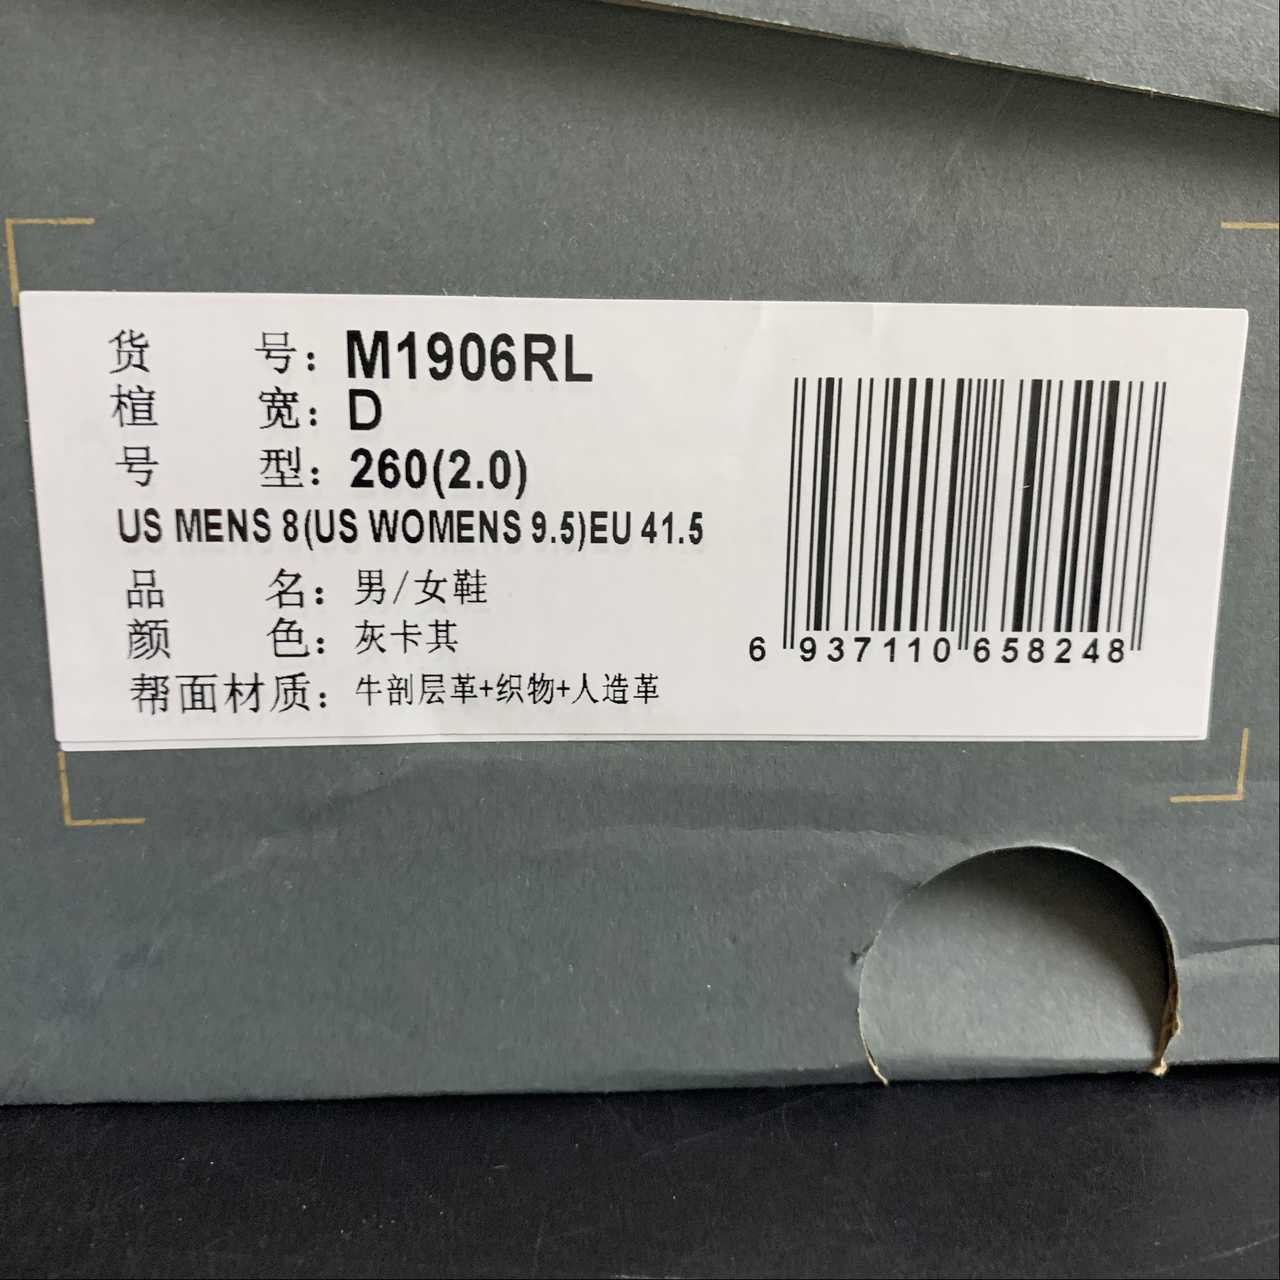 货 号: M1906RL
楦 宽: D
号 型: 260(2.0)
US MENS 8(US WOMENS 9.5)EU 41.5
品 名: 男/女鞋
颜 色: 灰卡其
帮面材质: 牛剖层革+织物+人造革
6 937110 658248